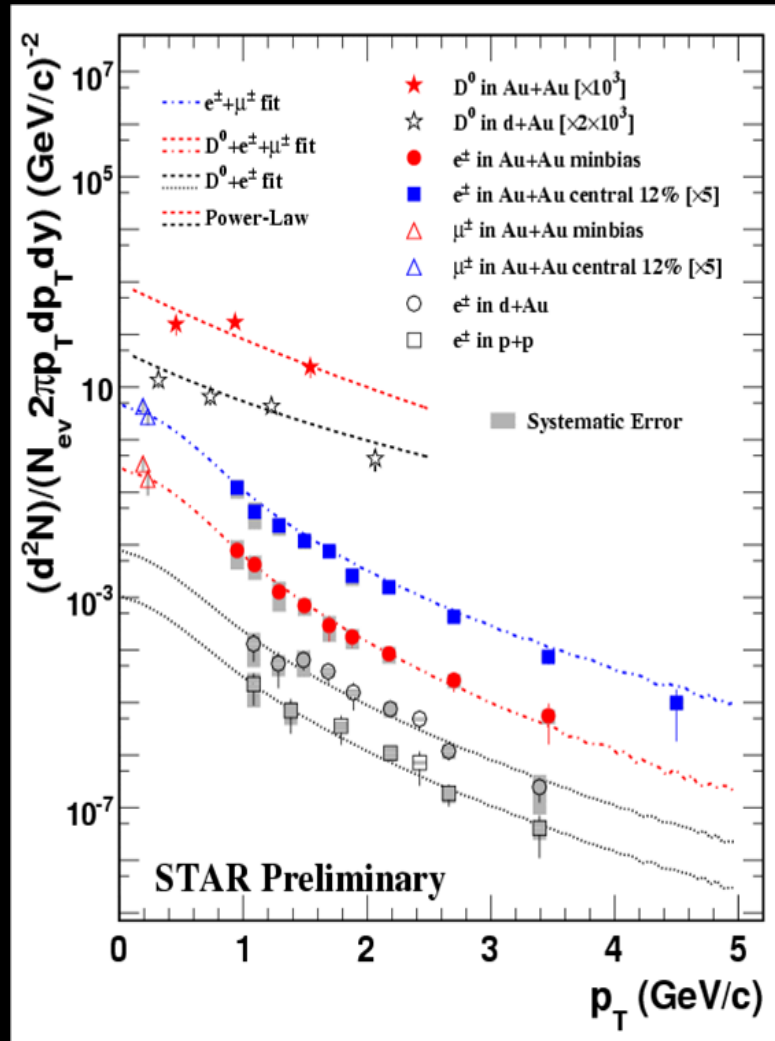 (d²N)/(N_ev 2πp_T dp_T dy) (GeV/c)⁻²
10⁷
10⁵
10
10⁻³
10⁻⁷
e±+μ± fit
D⁰+e±+μ± fit
D⁰+e± fit
Power-Law
D⁰ in Au+Au [×10³]
D⁰ in d+Au [×2×10³]
e± in Au+Au minbias
e± in Au+Au central 12% [×5]
μ± in Au+Au minbias
μ± in Au+Au central 12% [×5]
e± in d+Au
e± in p+p
Systematic Error
STAR Preliminary
0 1 2 3 4 5
p_T (GeV/c)